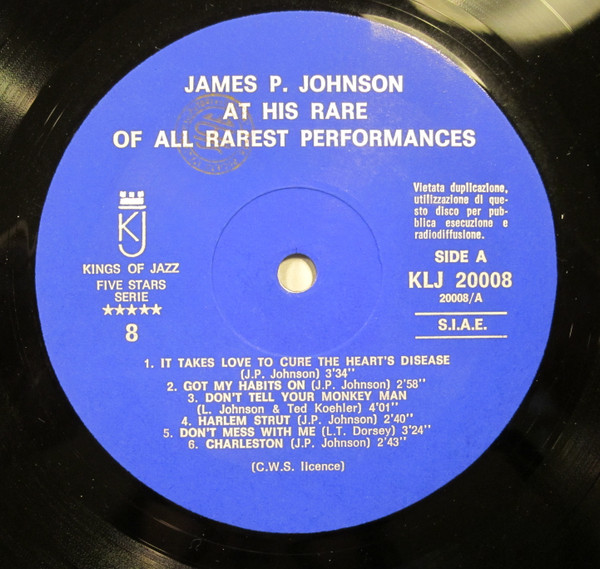 JAMES P. JOHNSON
AT HIS RARE
OF ALL RAREST PERFORMANCES
KJ
KINGS OF JAZZ
FIVE STARS
SERIE
★★★★★
8
Vietata duplicazione,
utilizzazione di que-
sto disco per pub-
blica esecuzione e
radiodiffusione.
SIDE A
KLJ 20008
20008/A
S.I.A.E.
1. IT TAKES LOVE TO CURE THE HEART'S DISEASE
(J.P. Johnson) 3'34''
2. GOT MY HABITS ON (J.P. Johnson) 2'58''
3. DON'T TELL YOUR MONKEY MAN
(L. Johnson & Ted Koehler) 4'01''
4. HARLEM STRUT (J.P. Johnson) 2'40''
5. DON'T MESS WITH ME (L.T. Dorsey) 3'24''
6. CHARLESTON (J.P. Johnson) 2'43''
(C.W.S. licence)